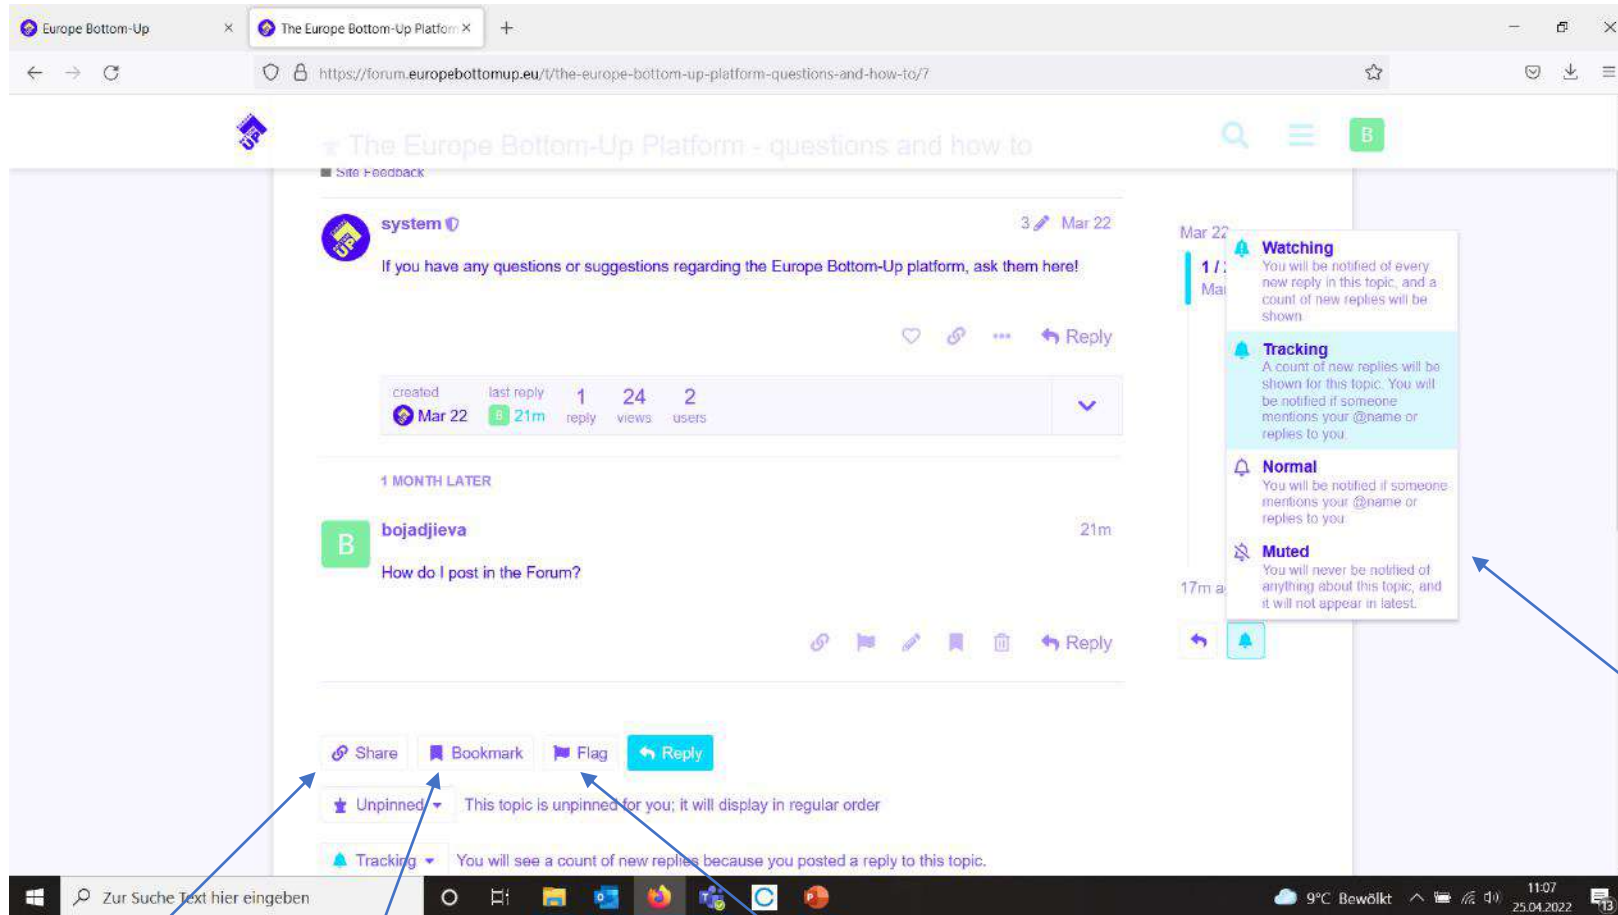 Europe Bottom-Up
The Europe Bottom-Up Platform
https://forum.europebottomup.eu/t/the-europe-bottom-up-platform-questions-and-how-to/7
UP
The Europe Bottom-Up Platform - questions and how to
B
Site Feedback
UP
system
3
Mar 22
If you have any questions or suggestions regarding the Europe Bottom-Up platform, ask them here!
Reply
created
last reply
1
24
2
Mar 22
B 21m
reply
views
users
1 MONTH LATER
B
bojadjieva
21m
How do I post in the Forum?
Reply
Mar 22
1 /
17m
Watching
You will be notified of every
new reply in this topic, and a
count of new replies will be
shown.
Tracking
A count of new replies will be
shown for this topic. You will
be notified if someone
mentions your @name or
replies to you.
Normal
You will be notified if someone
mentions your @name or
replies to you.
Muted
You will never be notified of
anything about this topic, and
it will not appear in latest.
Share
Bookmark
Flag
Reply
Unpinned
This topic is unpinned for you; it will display in regular order
Tracking
You will see a count of new replies because you posted a reply to this topic.
Zur Suche Text hier eingeben
9°C Bewölkt
11:07
25.04.2022
13